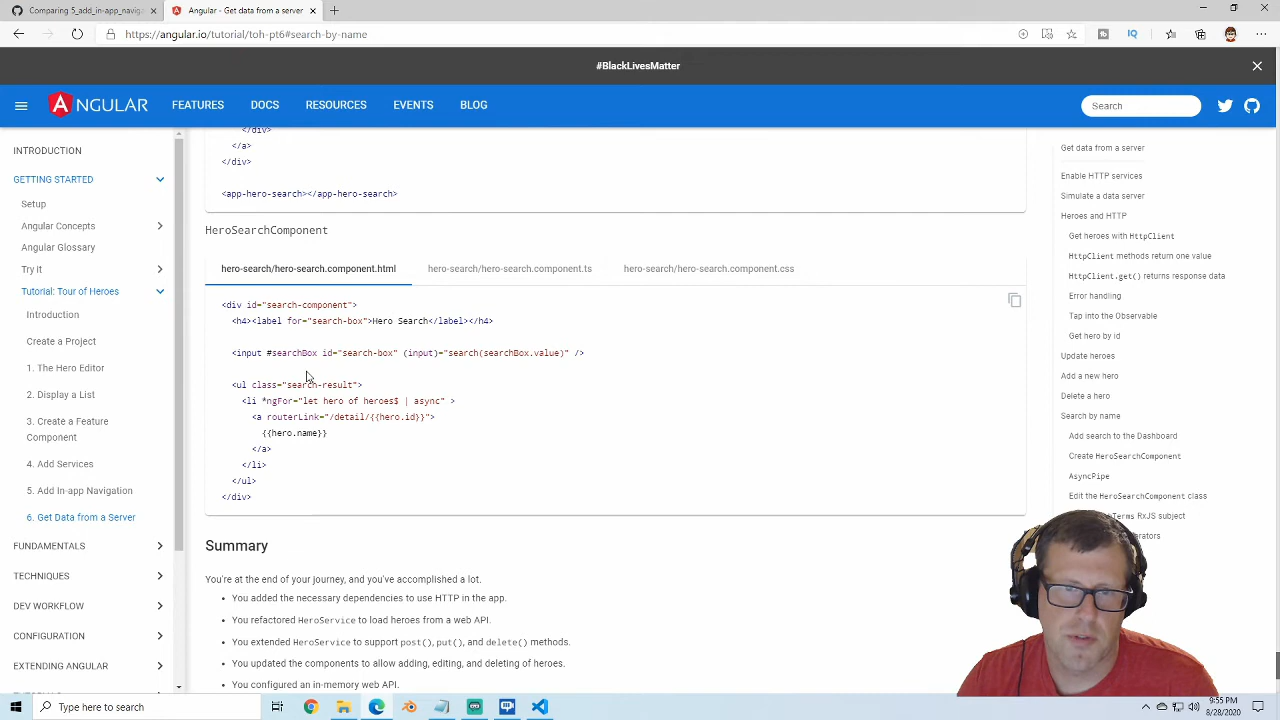 Comparing 5_add_in_app_navig
Angular - Get data from a server
https://angular.io/tutorial/toh-pt6#search-by-name
#BlackLivesMatter
ANGULAR
FEATURES
DOCS
RESOURCES
EVENTS
BLOG
Search
INTRODUCTION
GETTING STARTED
Setup
Angular Concepts
Angular Glossary
Try it
Tutorial: Tour of Heroes
Introduction
Create a Project
1. The Hero Editor
2. Display a List
3. Create a Feature
Component
4. Add Services
5. Add In-app Navigation
6. Get Data from a Server
FUNDAMENTALS
TECHNIQUES
DEV WORKFLOW
CONFIGURATION
EXTENDING ANGULAR
</div>
</a>
</div>
<app-hero-search></app-hero-search>
HeroSearchComponent
hero-search/hero-search.component.html
hero-search/hero-search.component.ts
hero-search/hero-search.component.css
<div id="search-component">
<h4><label for="search-box">Hero Search</label></h4>
<input #searchBox id="search-box" (input)="search(searchBox.value)" />
<ul class="search-result">
<li *ngFor="let hero of heroes$ | async" >
<a routerLink="/detail/{{hero.id}}">
{{hero.name}}
</a>
</li>
</ul>
</div>
Summary
You're at the end of your journey, and you've accomplished a lot.
• You added the necessary dependencies to use HTTP in the app.
• You refactored HeroService to load heroes from a web API.
• You extended HeroService to support post(), put(), and delete() methods.
• You updated the components to allow adding, editing, and deleting of heroes.
• You configured an in-memory web API.
Get data from a server
Enable HTTP services
Simulate a data server
Heroes and HTTP
Get heroes with HttpClient
HttpClient methods return one value
HttpClient.get() returns response data
Error handling
Tap into the Observable
Get hero by id
Update heroes
Add a new hero
Delete a hero
Search by name
Add search to the Dashboard
Create HeroSearchComponent
AsyncPipe
Edit the HeroSearchComponent class
Terms RxJS subject
Type here to search
9:55 PM
8/28/2020